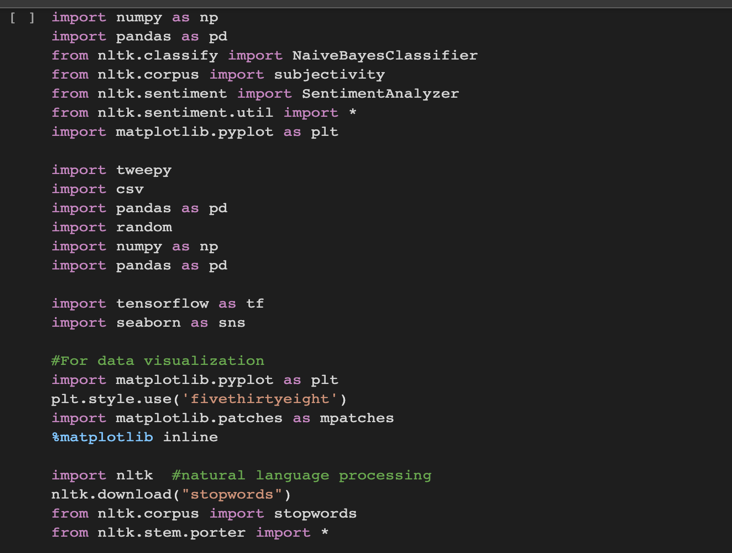 [ ] import numpy as np
import pandas as pd
from nltk.classify import NaiveBayesClassifier
from nltk.corpus import subjectivity
from nltk.sentiment import SentimentAnalyzer
from nltk.sentiment.util import *
import matplotlib.pyplot as plt
import tweepy
import csv
import pandas as pd
import random
import numpy as np
import pandas as pd
import tensorflow as tf
import seaborn as sns
#For data visualization
import matplotlib.pyplot as plt
plt.style.use('fivethirtyeight')
import matplotlib.patches as mpatches
%matplotlib inline
import nltk  #natural language processing
nltk.download("stopwords")
from nltk.corpus import stopwords
from nltk.stem.porter import *